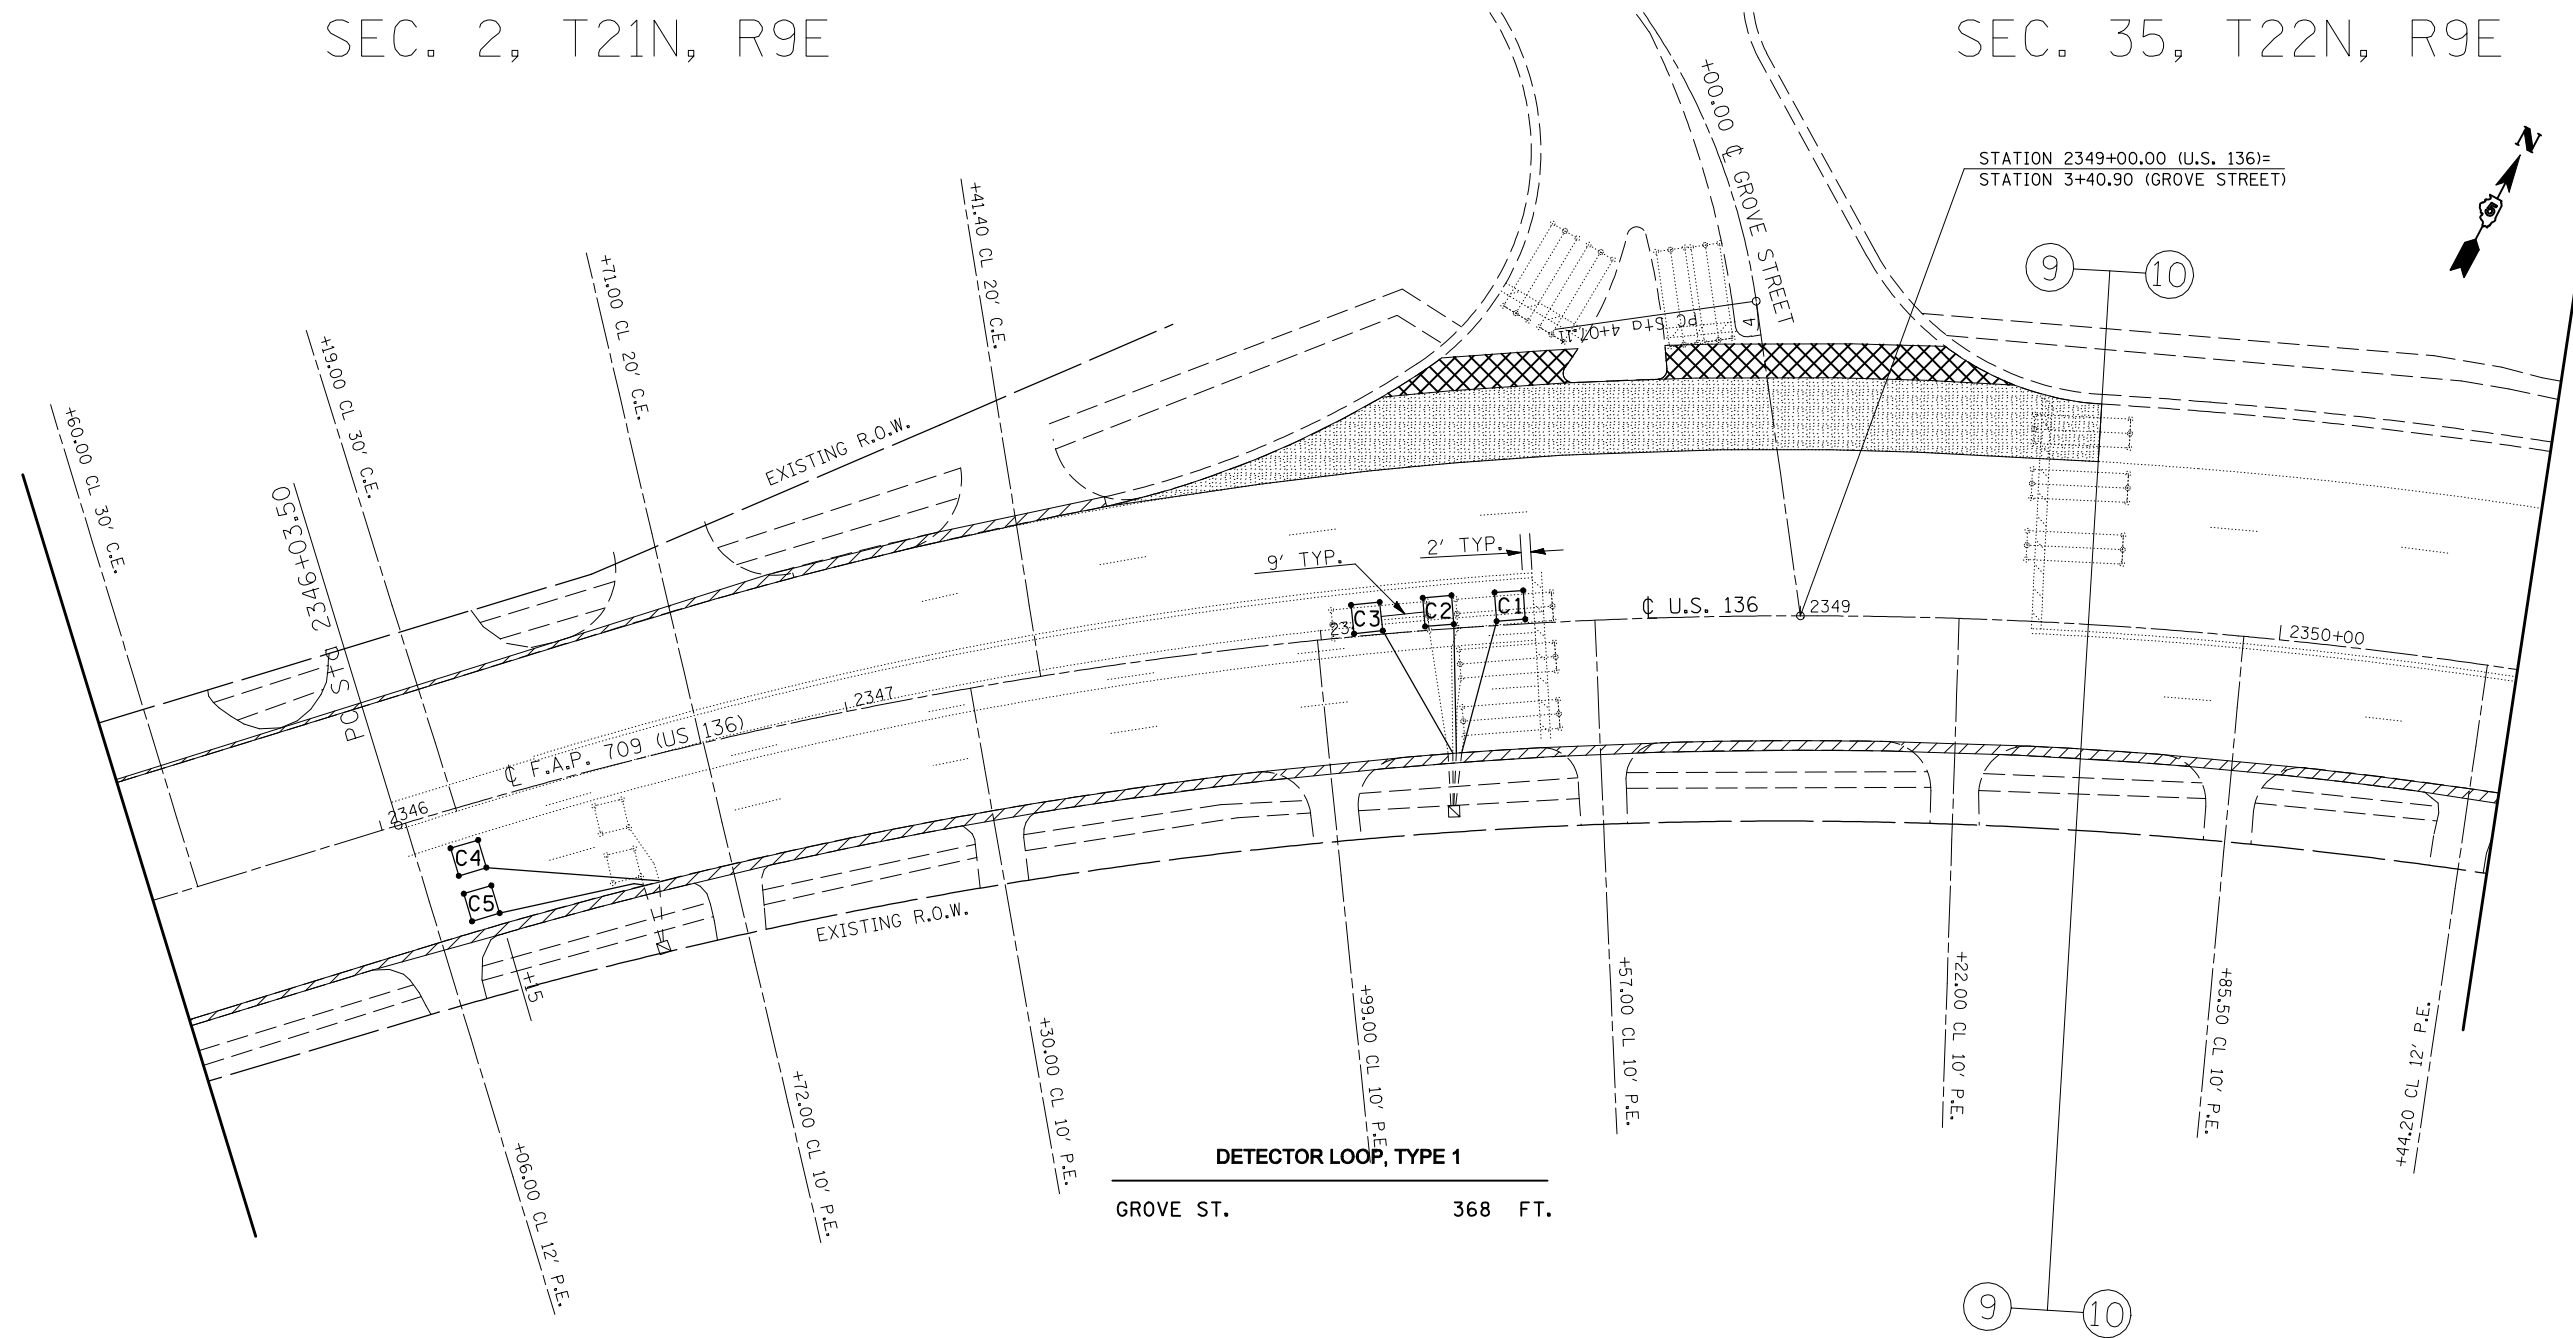 SEC. 2, T21N, R9E
SEC. 35, T22N, R9E
N
5
STATION 2349+00.00 (U.S. 136)=
STATION 3+40.90 (GROVE STREET)
+00.00 ℄ GROVE STREET
9
10
4
PC Sta 4+07.11
+41.40 CL 20' C.E.
+71.00 CL 20' C.E.
+19.00 CL 30' C.E.
+60.00 CL 30' C.E.
POT Sta 2346+03.50
EXISTING R.O.W.
9' TYP.
2' TYP.
C3
C2
C1
23
℄ U.S. 136
2349
2350+00
2347
℄ F.A.P. 709 (US 136)
2346
C4
C5
EXISTING R.O.W.
+15
+06.00 CL 12' P.E.
+72.00 CL 10' P.E.
+30.00 CL 10' P.E.
+99.00 CL 10' P.E.
+57.00 CL 10' P.E.
+22.00 CL 10' P.E.
+85.50 CL 10' P.E.
+44.20 CL 12' P.E.
DETECTOR LOOP, TYPE 1
GROVE ST. 368 FT.
9
10